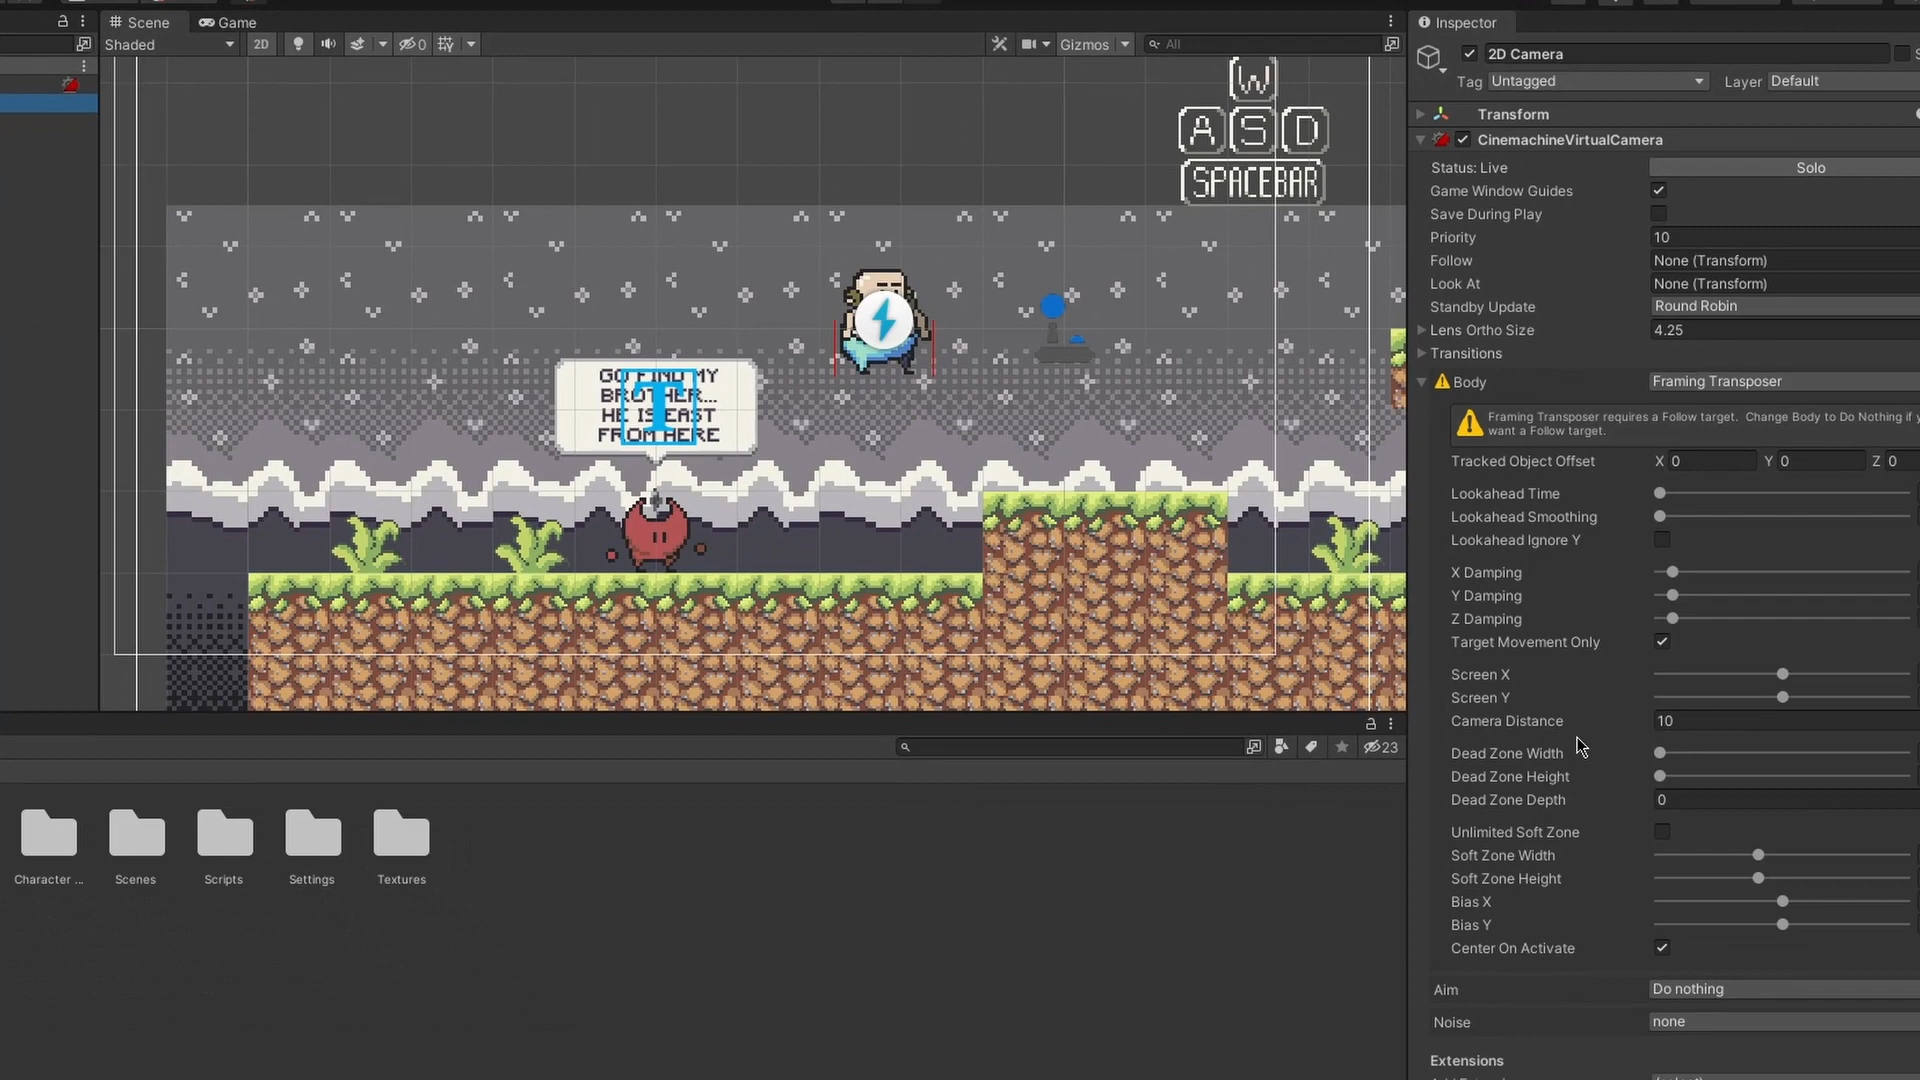 Scene
Game
Inspector
Shaded
2D
0
Gizmos
All
2D Camera
Tag
Untagged
Layer
Default
Transform
CinemachineVirtualCamera
Status: Live
Solo
Game Window Guides
Save During Play
Priority
10
Follow
None (Transform)
Look At
None (Transform)
Standby Update
Round Robin
Lens Ortho Size
4.25
Transitions
Body
Framing Transposer
Framing Transposer requires a Follow target. Change Body to Do Nothing if y
want a Follow target.
Tracked Object Offset
X 0
Y 0
Z 0
Lookahead Time
Lookahead Smoothing
Lookahead Ignore Y
X Damping
Y Damping
Z Damping
Target Movement Only
Screen X
Screen Y
Camera Distance
10
Dead Zone Width
Dead Zone Height
Dead Zone Depth
0
Unlimited Soft Zone
Soft Zone Width
Soft Zone Height
Bias X
Bias Y
Center On Activate
Aim
Do nothing
Noise
none
Extensions
W
A S D
SPACEBAR
GO FIND MY
BROTHER...
HE IS EAST
FROM HERE
T
23
Character ...
Scenes
Scripts
Settings
Textures